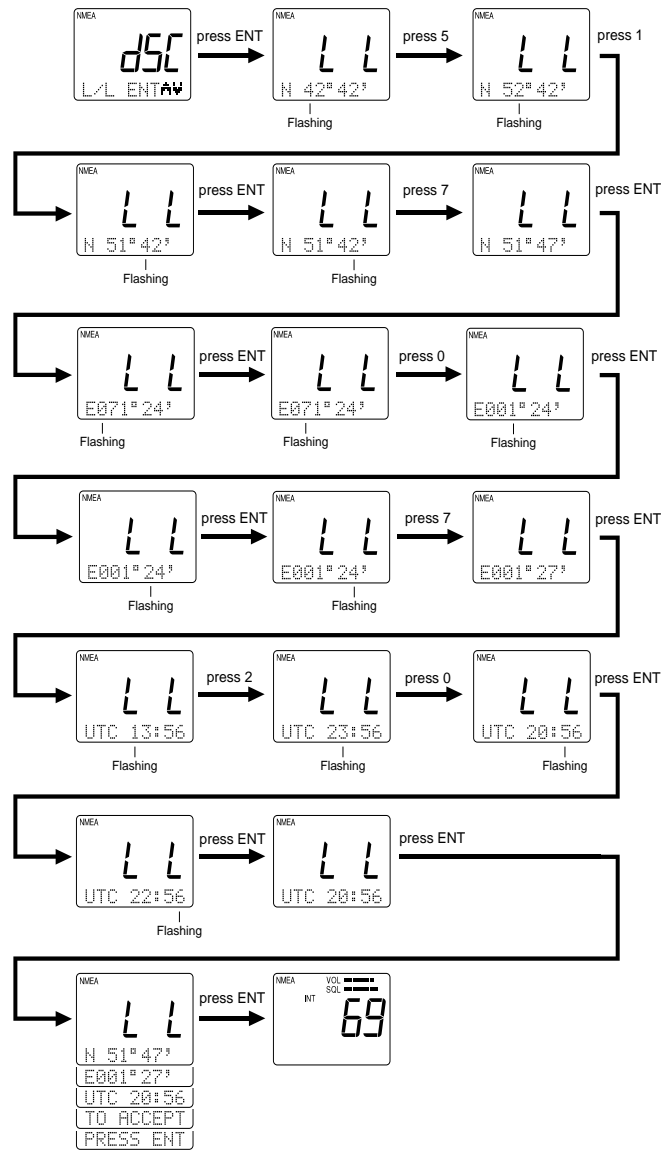 NMEA
dSC
L/L ENT▲▼
press ENT
NMEA
L L
N 42°42'
Flashing
press 5
NMEA
L L
N 52°42'
Flashing
press 1
NMEA
L L
N 51°42'
Flashing
press ENT
NMEA
L L
N 51°42'
Flashing
press 7
NMEA
L L
N 51°47'
press ENT
NMEA
L L
E071°24'
Flashing
press ENT
NMEA
L L
E071°24'
Flashing
press 0
NMEA
L L
E001°24'
Flashing
press ENT
NMEA
L L
E001°24'
Flashing
press ENT
NMEA
L L
E001°24'
Flashing
press 7
NMEA
L L
E001°27'
press ENT
NMEA
L L
UTC 13:56
Flashing
press 2
NMEA
L L
UTC 23:56
Flashing
press 0
NMEA
L L
UTC 20:56
Flashing
press ENT
NMEA
L L
UTC 22:56
Flashing
press ENT
NMEA
L L
UTC 20:56
press ENT
NMEA
L L
N 51°47'
E001°27'
UTC 20:56
TO ACCEPT
PRESS ENT
press ENT
NMEA
VOL
SQL
INT
69